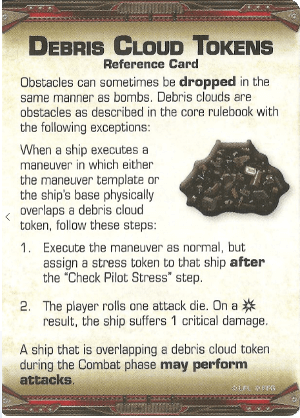 DEBRIS CLOUD TOKENS
Reference Card
Obstacles can sometimes be dropped in the
same manner as bombs. Debris clouds are
obstacles as described in the core rulebook with
the following exceptions:
When a ship executes a
maneuver in which either
the maneuver template or
the ship's base physically
overlaps a debris cloud
token, follow these steps:
1. Execute the maneuver as normal, but
assign a stress token to that ship after
the "Check Pilot Stress" step.
2. The player rolls one attack die. On a
result, the ship suffers 1 critical damage.
A ship that is overlapping a debris cloud token
during the Combat phase may perform
attacks.